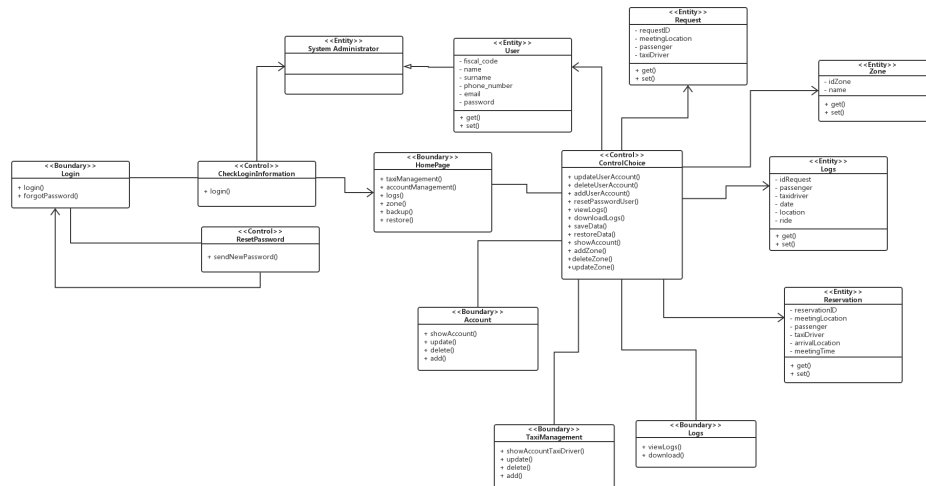 <<Entity>>
Request
- requestID
- meetingLocation
- passenger
- taxiDriver
+ get()
+ set()
<<Entity>>
System Administrator
<<Entity>>
User
- fiscal_code
- name
- surname
- phone_number
- email
- password
+ get()
+ set()
<<Entity>>
Zone
- idZone
- name
+ get()
+ set()
<<Boundary>>
Login
+ login()
+ forgotPassword()
<<Control>>
CheckLoginInformation
+ login()
<<Boundary>>
HomePage
+ taxiManagement()
+ accountManagement()
+ logs()
+ zone()
+ backup()
+ restore()
<<Control>>
ControlChoice
+ updateUserAccount()
+ deleteUserAccount()
+ addUserAccount()
+ resetPasswordUser()
+ viewLogs()
+ downloadLogs()
+ saveData()
+ restoreData()
+ showAccount()
+ addZone()
+deleteZone()
+updateZone()
<<Entity>>
Logs
- idRequest
- passenger
- taxidriver
- date
- location
- ride
+ get()
+ set()
<<Control>>
ResetPassword
+ sendNewPassword()
<<Entity>>
Reservation
- reservationID
- meetingLocation
- passenger
- taxiDriver
- arrivalLocation
- meetingTime
+ get()
+ set()
<<Boundary>>
Account
+ showAccount()
+ update()
+ delete()
+ add()
<<Boundary>>
TaxiManagement
+ showAccountTaxiDriver()
+ update()
+ delete()
+ add()
<<Boundary>>
Logs
+ viewLogs()
+ download()